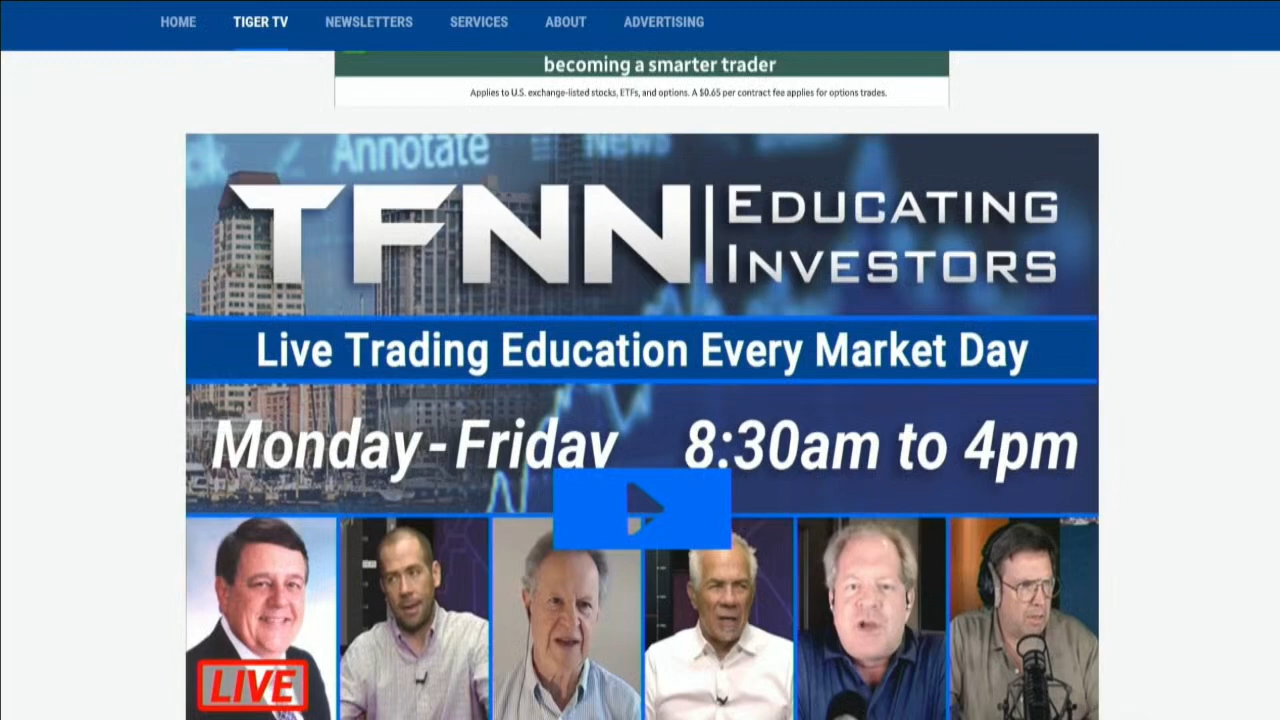 HOME TIGER TV NEWSLETTERS SERVICES ABOUT ADVERTISING
becoming a smarter trader
Applies to U.S. exchange-listed stocks, ETFs, and options. A $0.65 per contract fee applies for options trades.
Annotate News
TFNN EDUCATING
INVESTORS
Live Trading Education Every Market Day
Monday-Friday 8:30am to 4pm
LIVE